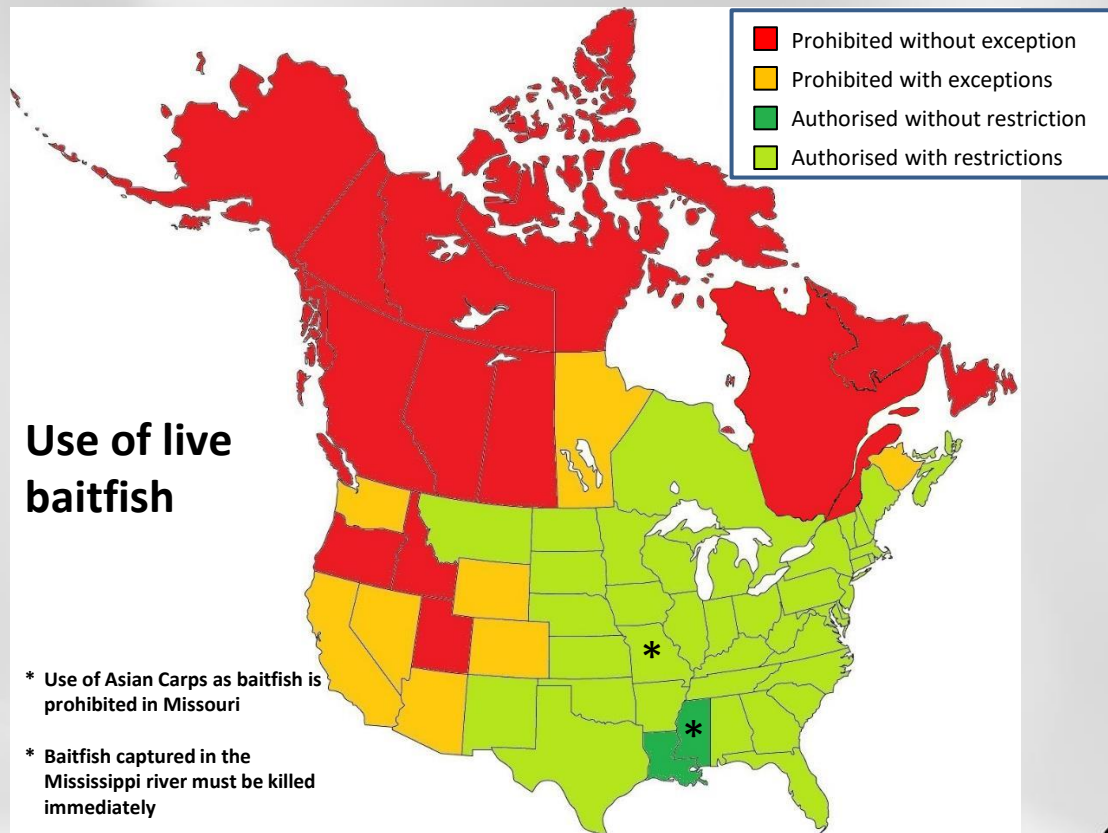 Prohibited without exception
Prohibited with exceptions
Authorised without restriction
Authorised with restrictions
Use of live
baitfish
*
*
* Use of Asian Carps as baitfish is
prohibited in Missouri
* Baitfish captured in the
Mississippi river must be killed
immediately